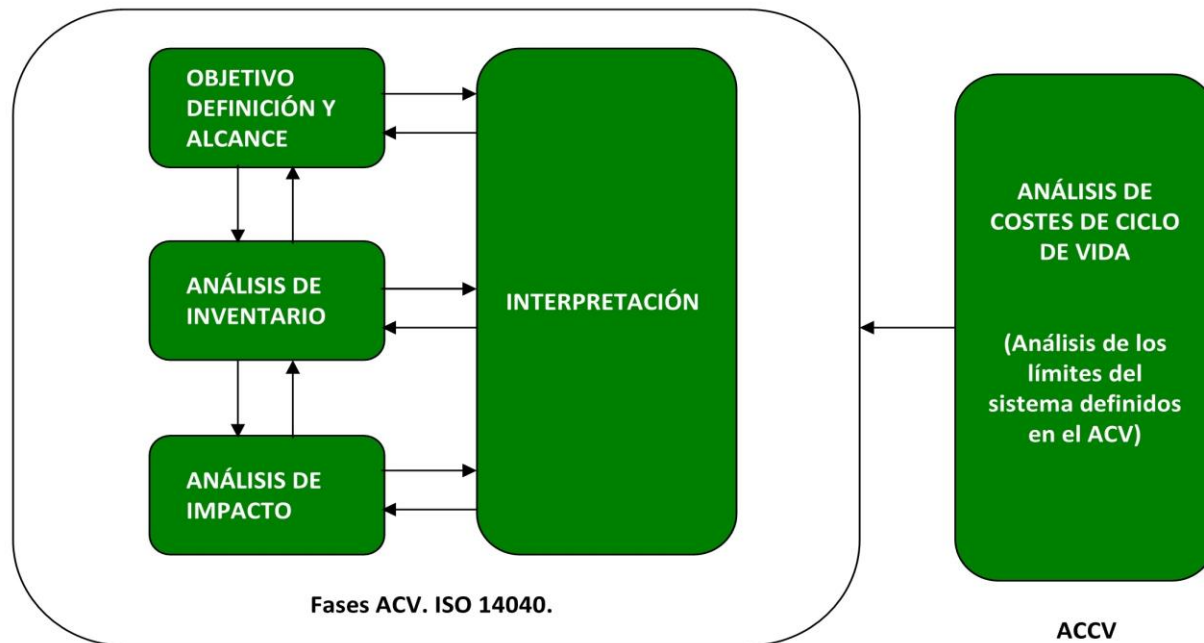 OBJETIVO
DEFINICIÓN Y
ALCANCE
ANÁLISIS DE
INVENTARIO
ANÁLISIS DE
IMPACTO
INTERPRETACIÓN
Fases ACV. ISO 14040.
ANÁLISIS DE
COSTES DE CICLO
DE VIDA
(Análisis de los
límites del
sistema definidos
en el ACV)
ACCV